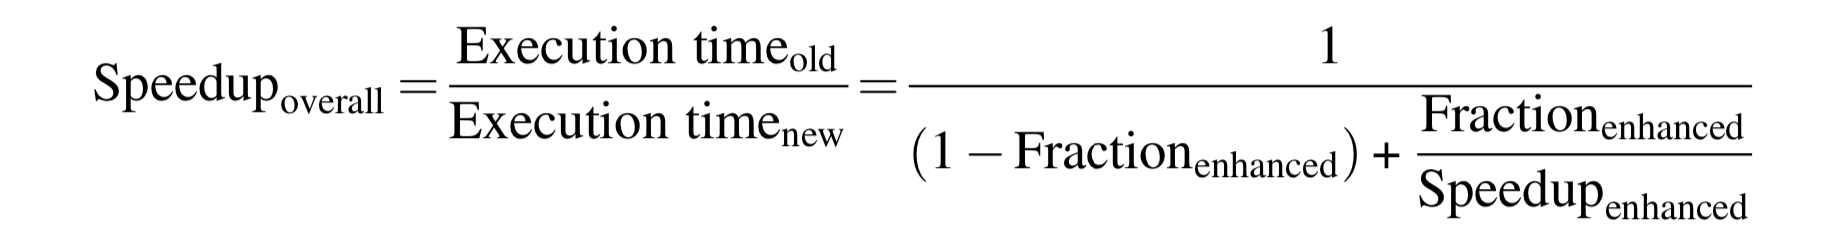 Speedup_overall = Execution time_old / Execution time_new = 1 / ((1 − Fraction_enhanced) + Fraction_enhanced / Speedup_enhanced)